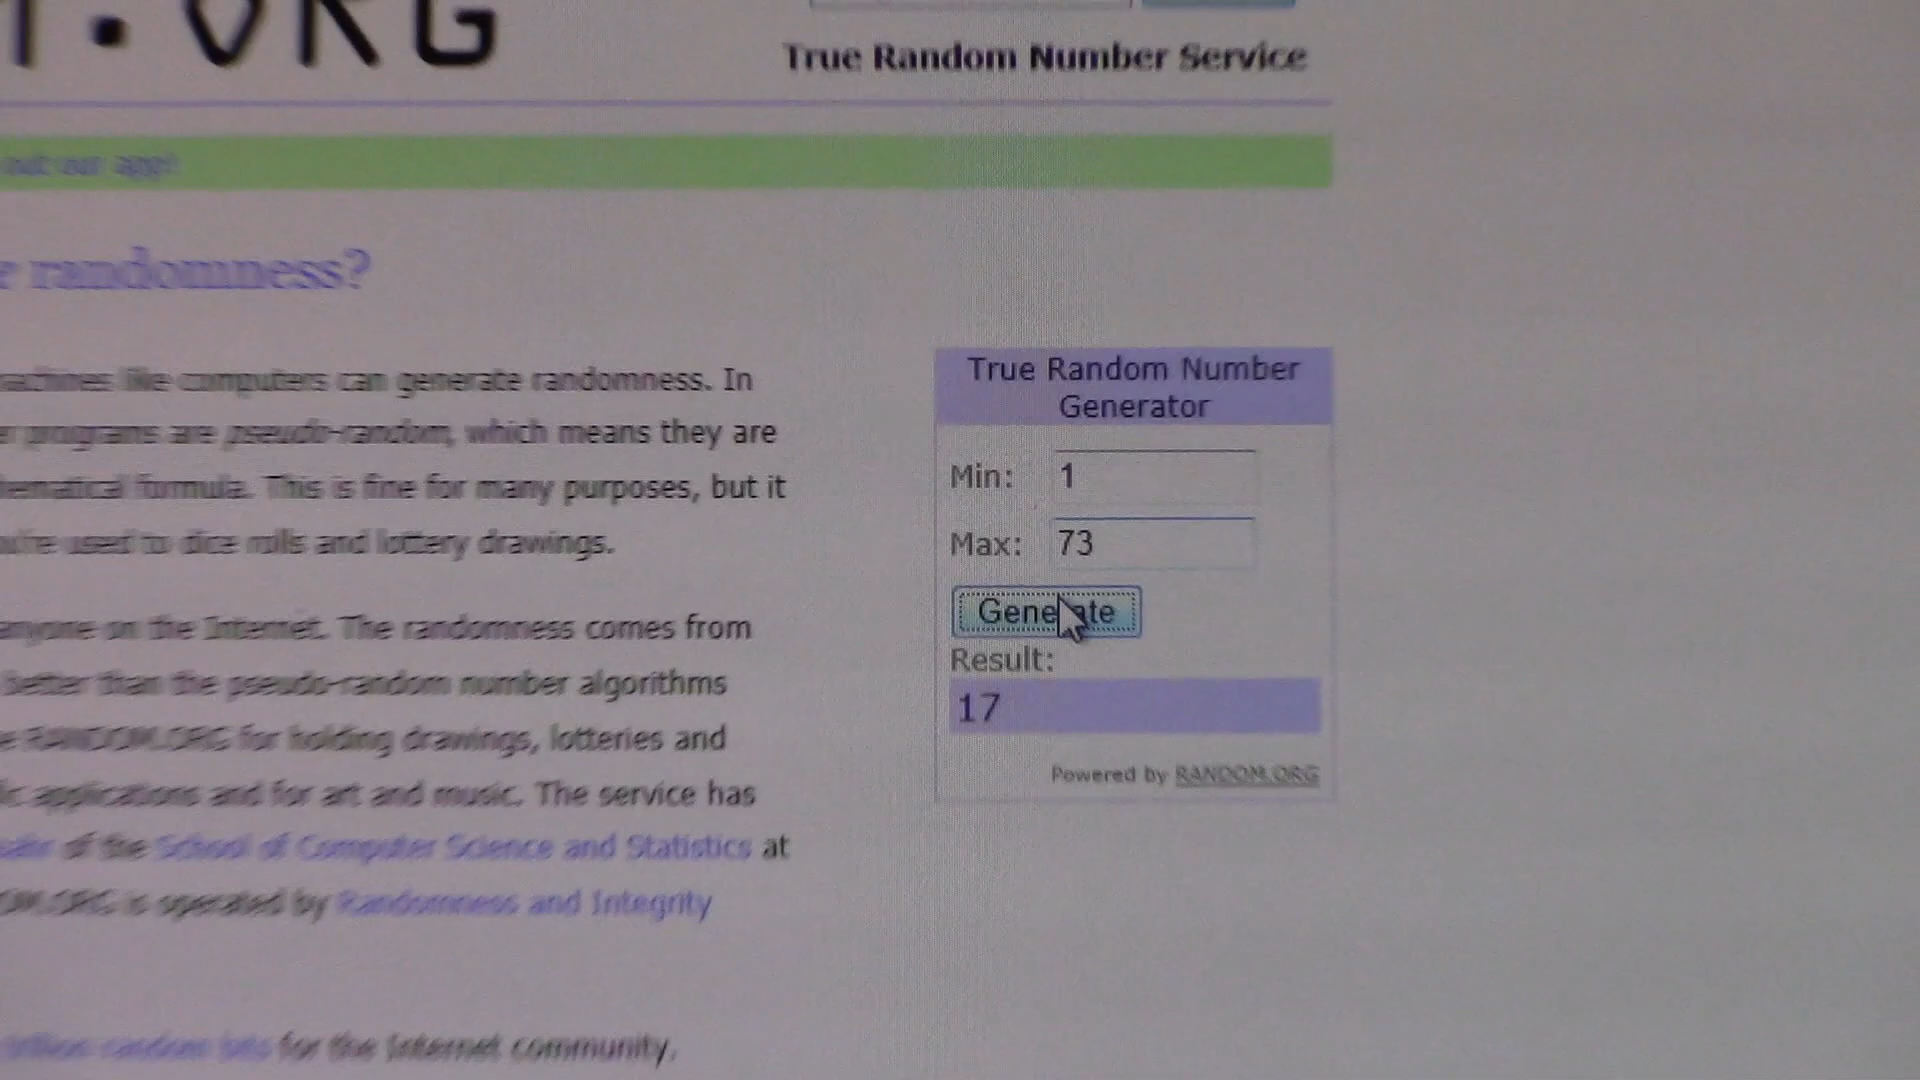 .ORG
True Random Number Service
out our app!
randomness?
machines like computers can generate randomness. In
programs are pseudo-random, which means they are
mathematical formula. This is fine for many purposes, but it
you're used to dice rolls and lottery drawings.
anyone on the Internet. The randomness comes from
better than the pseudo-random number algorithms
RANDOM.ORG for holding drawings, lotteries and
applications and for art and music. The service has
of the School of Computer Science and Statistics at
is operated by Randomness and Integrity
random bits for the Internet community.
True Random Number
Generator
Min: 1
Max: 73
Generate
Result:
17
Powered by RANDOM.ORG